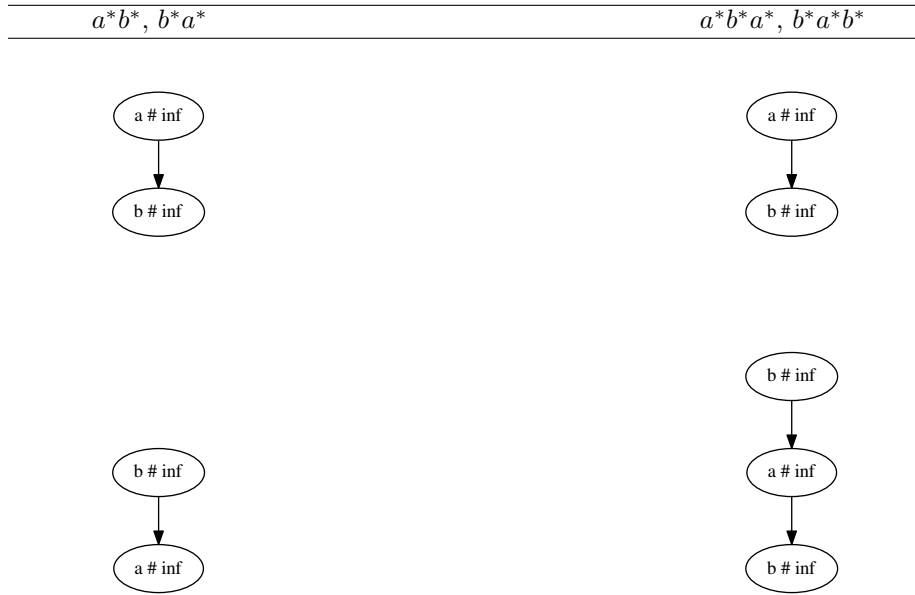 a*b*, b*a* a*b*a*, b*a*b*
a # inf a # inf
b # inf b # inf
b # inf
b # inf a # inf
a # inf b # inf